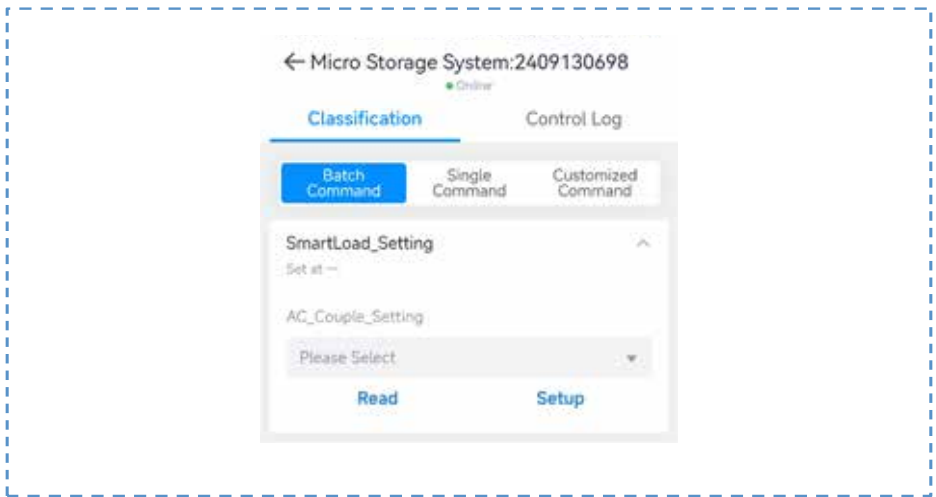 ← Micro Storage System:2409130698
Online
Classification Control Log
Batch Command Single Command Customized Command
SmartLoad_Setting
Set at --
AC_Couple_Setting
Please Select
Read Setup